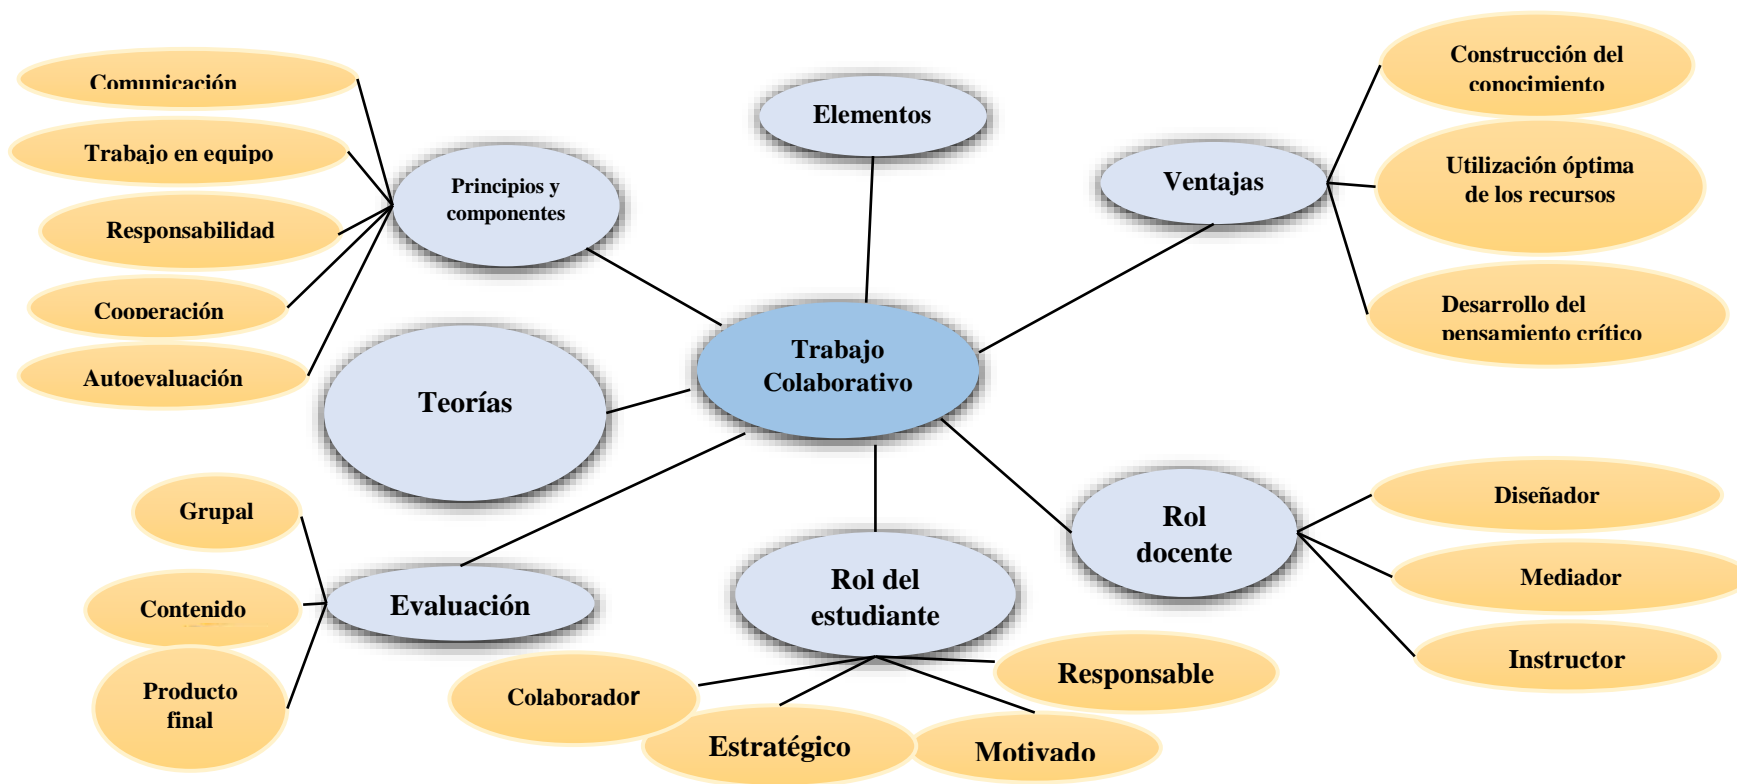 Comunicación
Trabajo en equipo
Responsabilidad
Cooperación
Autoevaluación
Principios y
componentes
Elementos
Ventajas
Construcción del
conocimiento
Utilización óptima
de los recursos
Desarrollo del
pensamiento crítico
Trabajo
Colaborativo
Teorías
Grupal
Contenido
Producto
final
Evaluación
Rol del
estudiante
Colaborador
Estratégico
Motivado
Responsable
Rol
docente
Diseñador
Mediador
Instructor